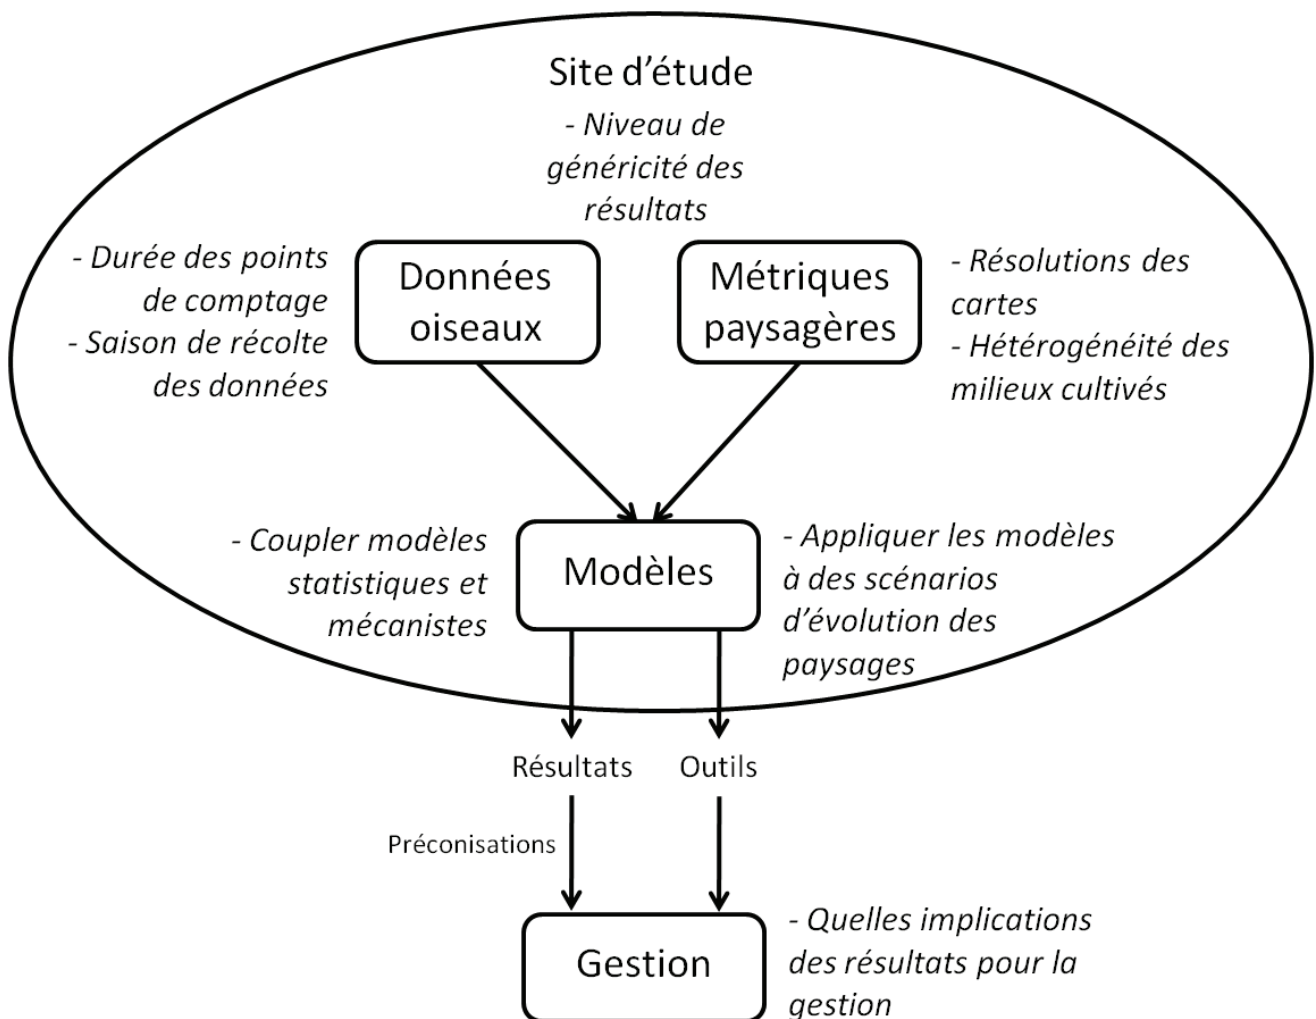 Site d'étude
- Niveau de
généricité des
résultats
- Durée des points
de comptage
- Saison de récolte
des données
Données
oiseaux
Métriques
paysagères
- Résolutions des
cartes
- Hétérogénéité des
milieux cultivés
- Coupler modèles
statistiques et
mécanistes
Modèles
- Appliquer les modèles
à des scénarios
d'évolution des
paysages
Résultats
Outils
Préconisations
Gestion
- Quelles implications
des résultats pour la
gestion